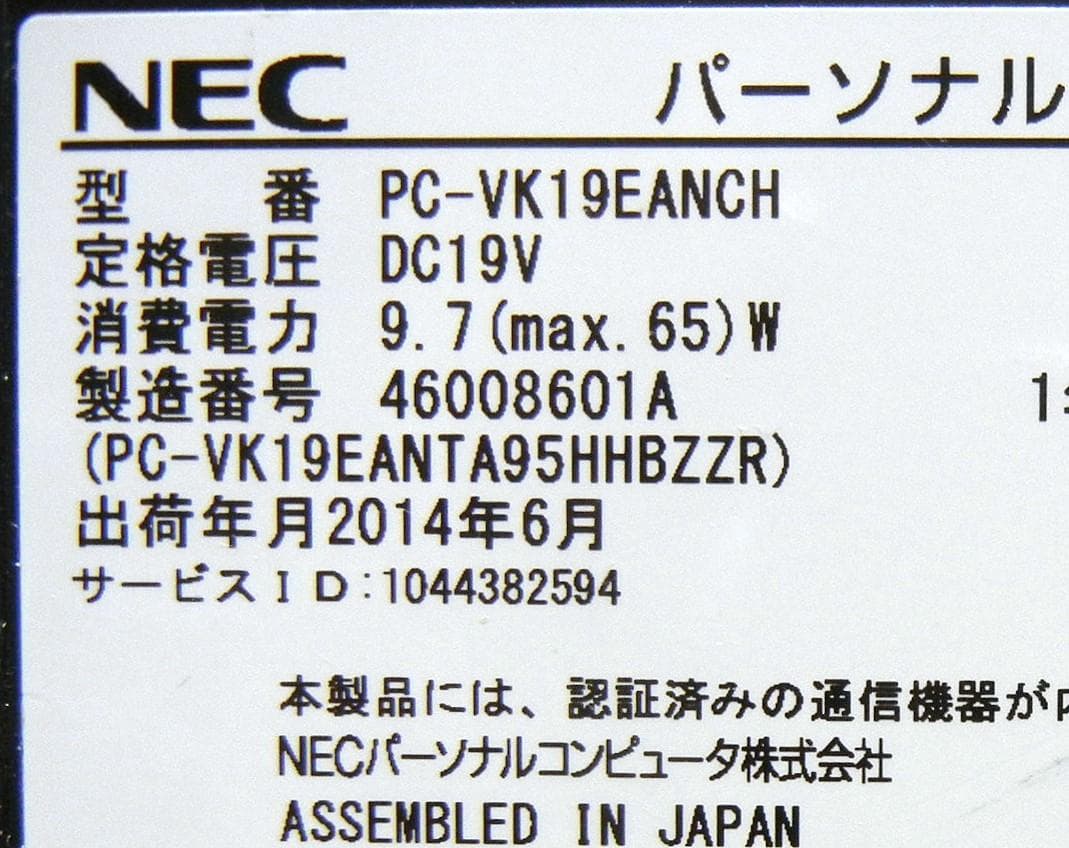 NEC パーソナル
型番 PC-VK19EANCH
定格電圧 DC19V
消費電力 9.7(max.65)W
製造番号 46008601A 1
(PC-VK19EANTA95HHBZZR)
出荷年月2014年6月
サービスID:1044382594
本製品には、認証済みの通信機器が
NECパーソナルコンピュータ株式会社
ASSEMBLED IN JAPAN